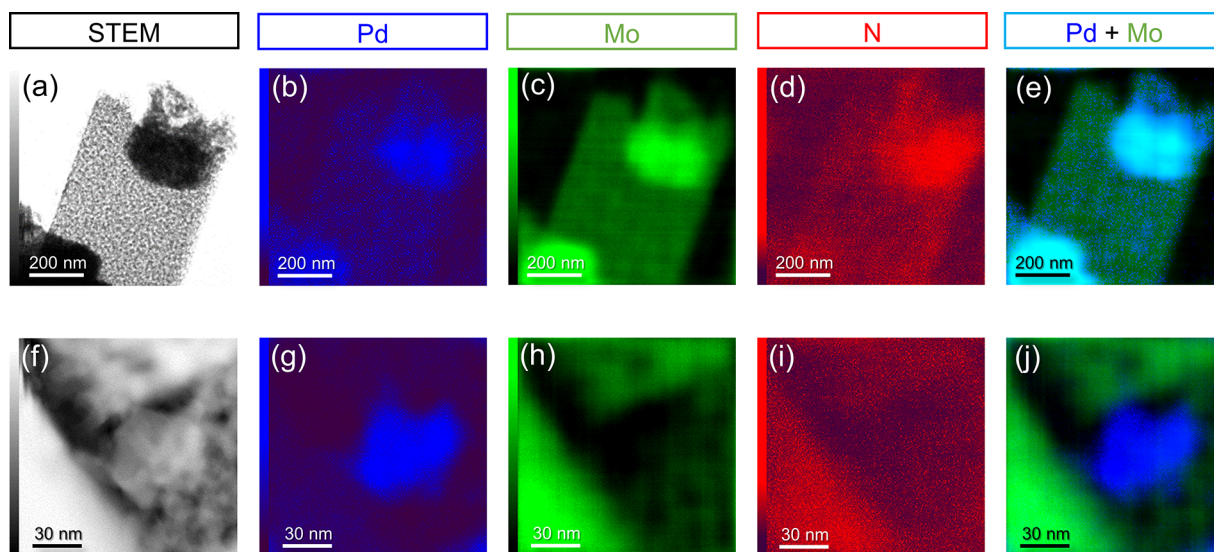 STEM Pd Mo N Pd + Mo
(a) (b) (c) (d) (e)
200 nm 200 nm 200 nm 200 nm 200 nm
(f) (g) (h) (i) (j)
30 nm 30 nm 30 nm 30 nm 30 nm